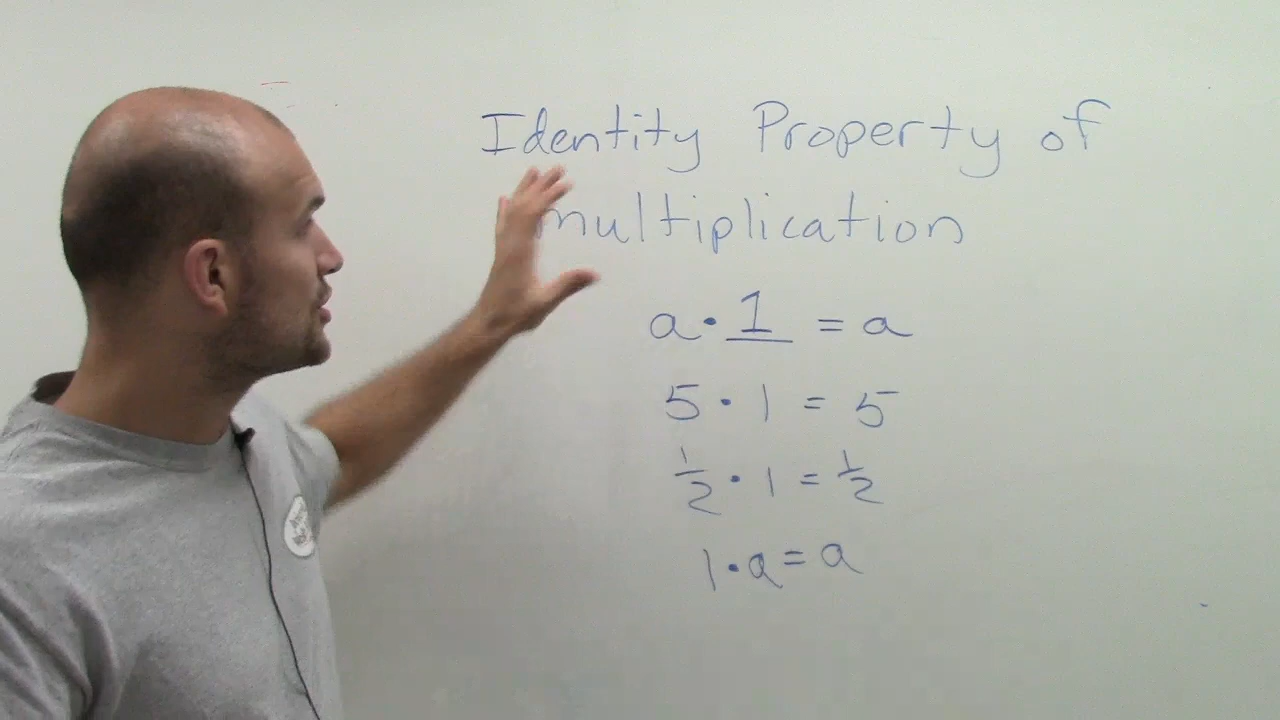 Identity Property of
multiplication
a · 1 = a
5 · 1 = 5
1/2 · 1 = 1/2
1 · a = a